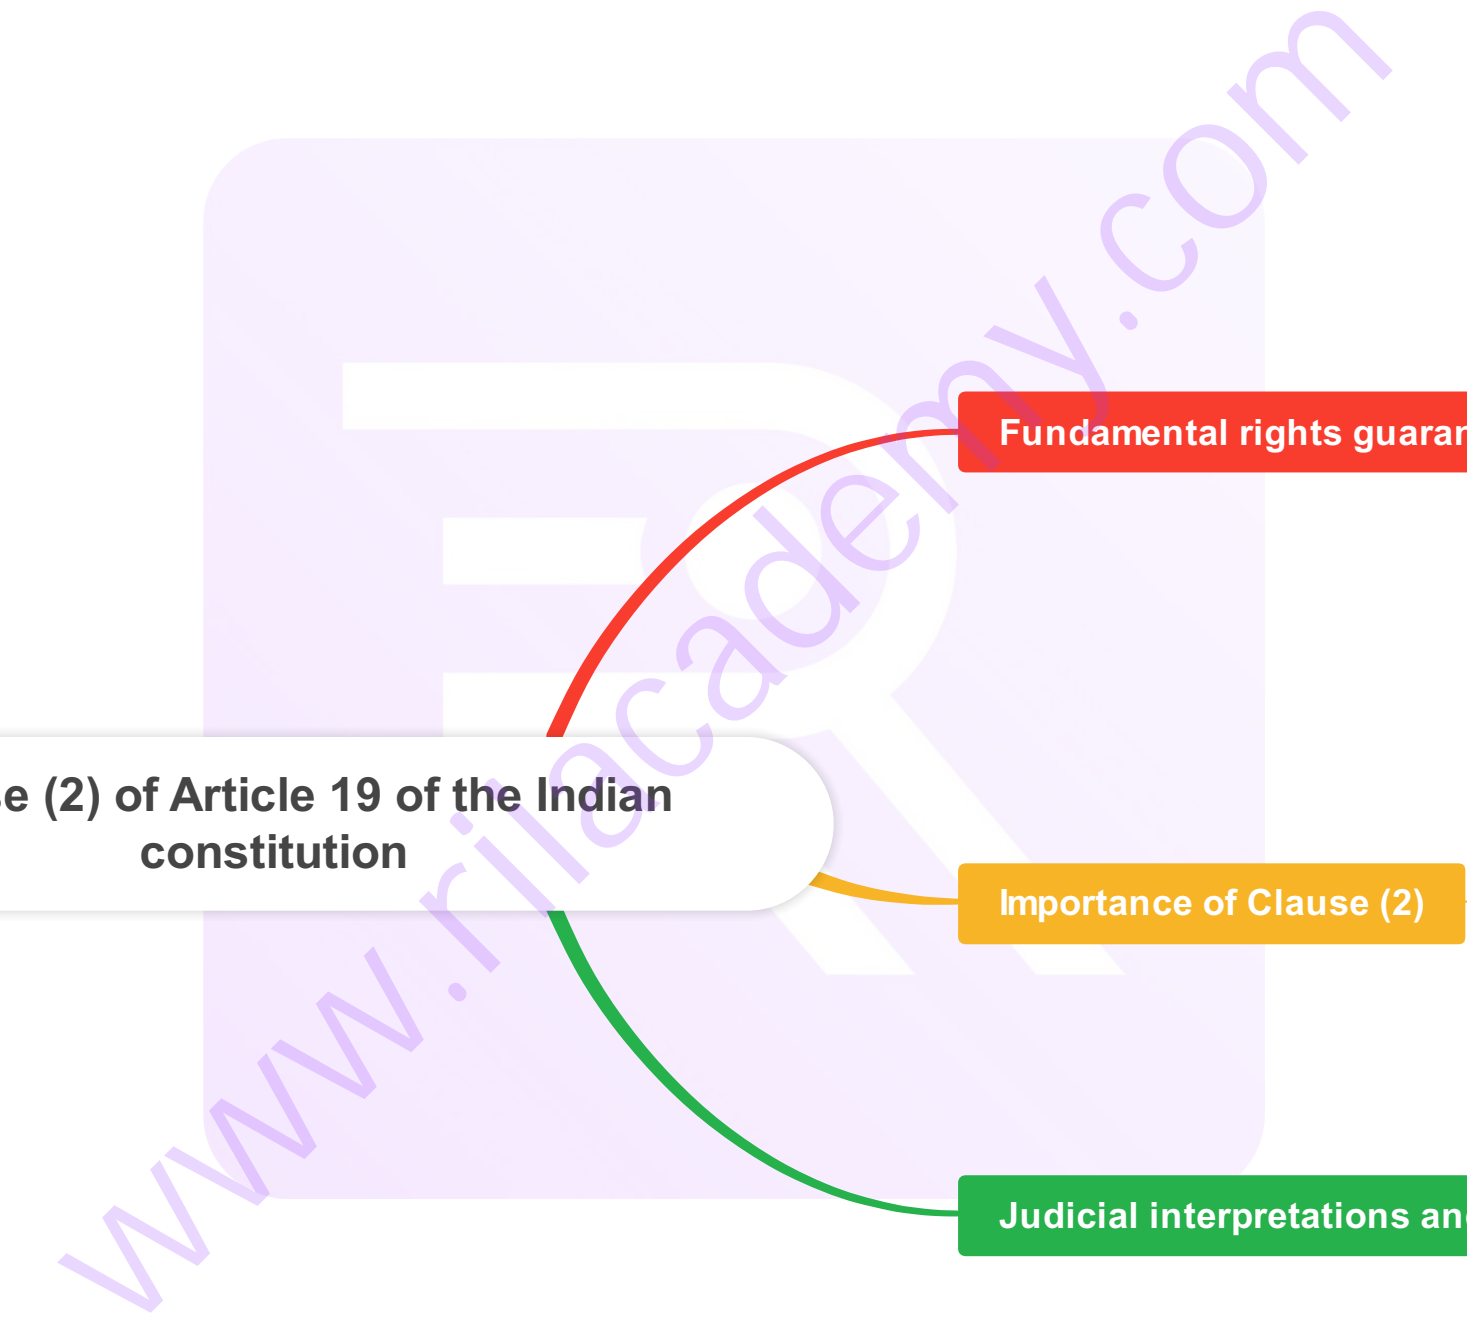 Fundamental rights guaran
e (2) of Article 19 of the Indian
constitution
Importance of Clause (2)
Judicial interpretations an
www.rilacademy.com